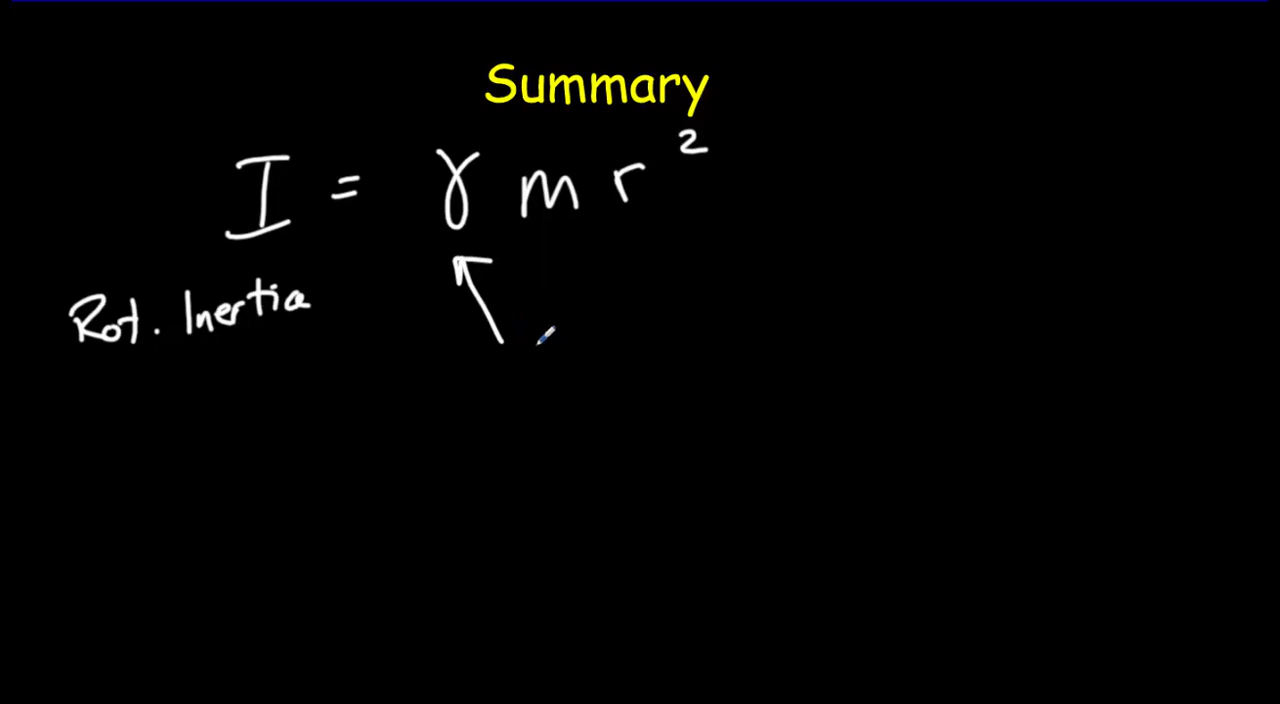 Summary
I = γ m r²
Rot. Inertia